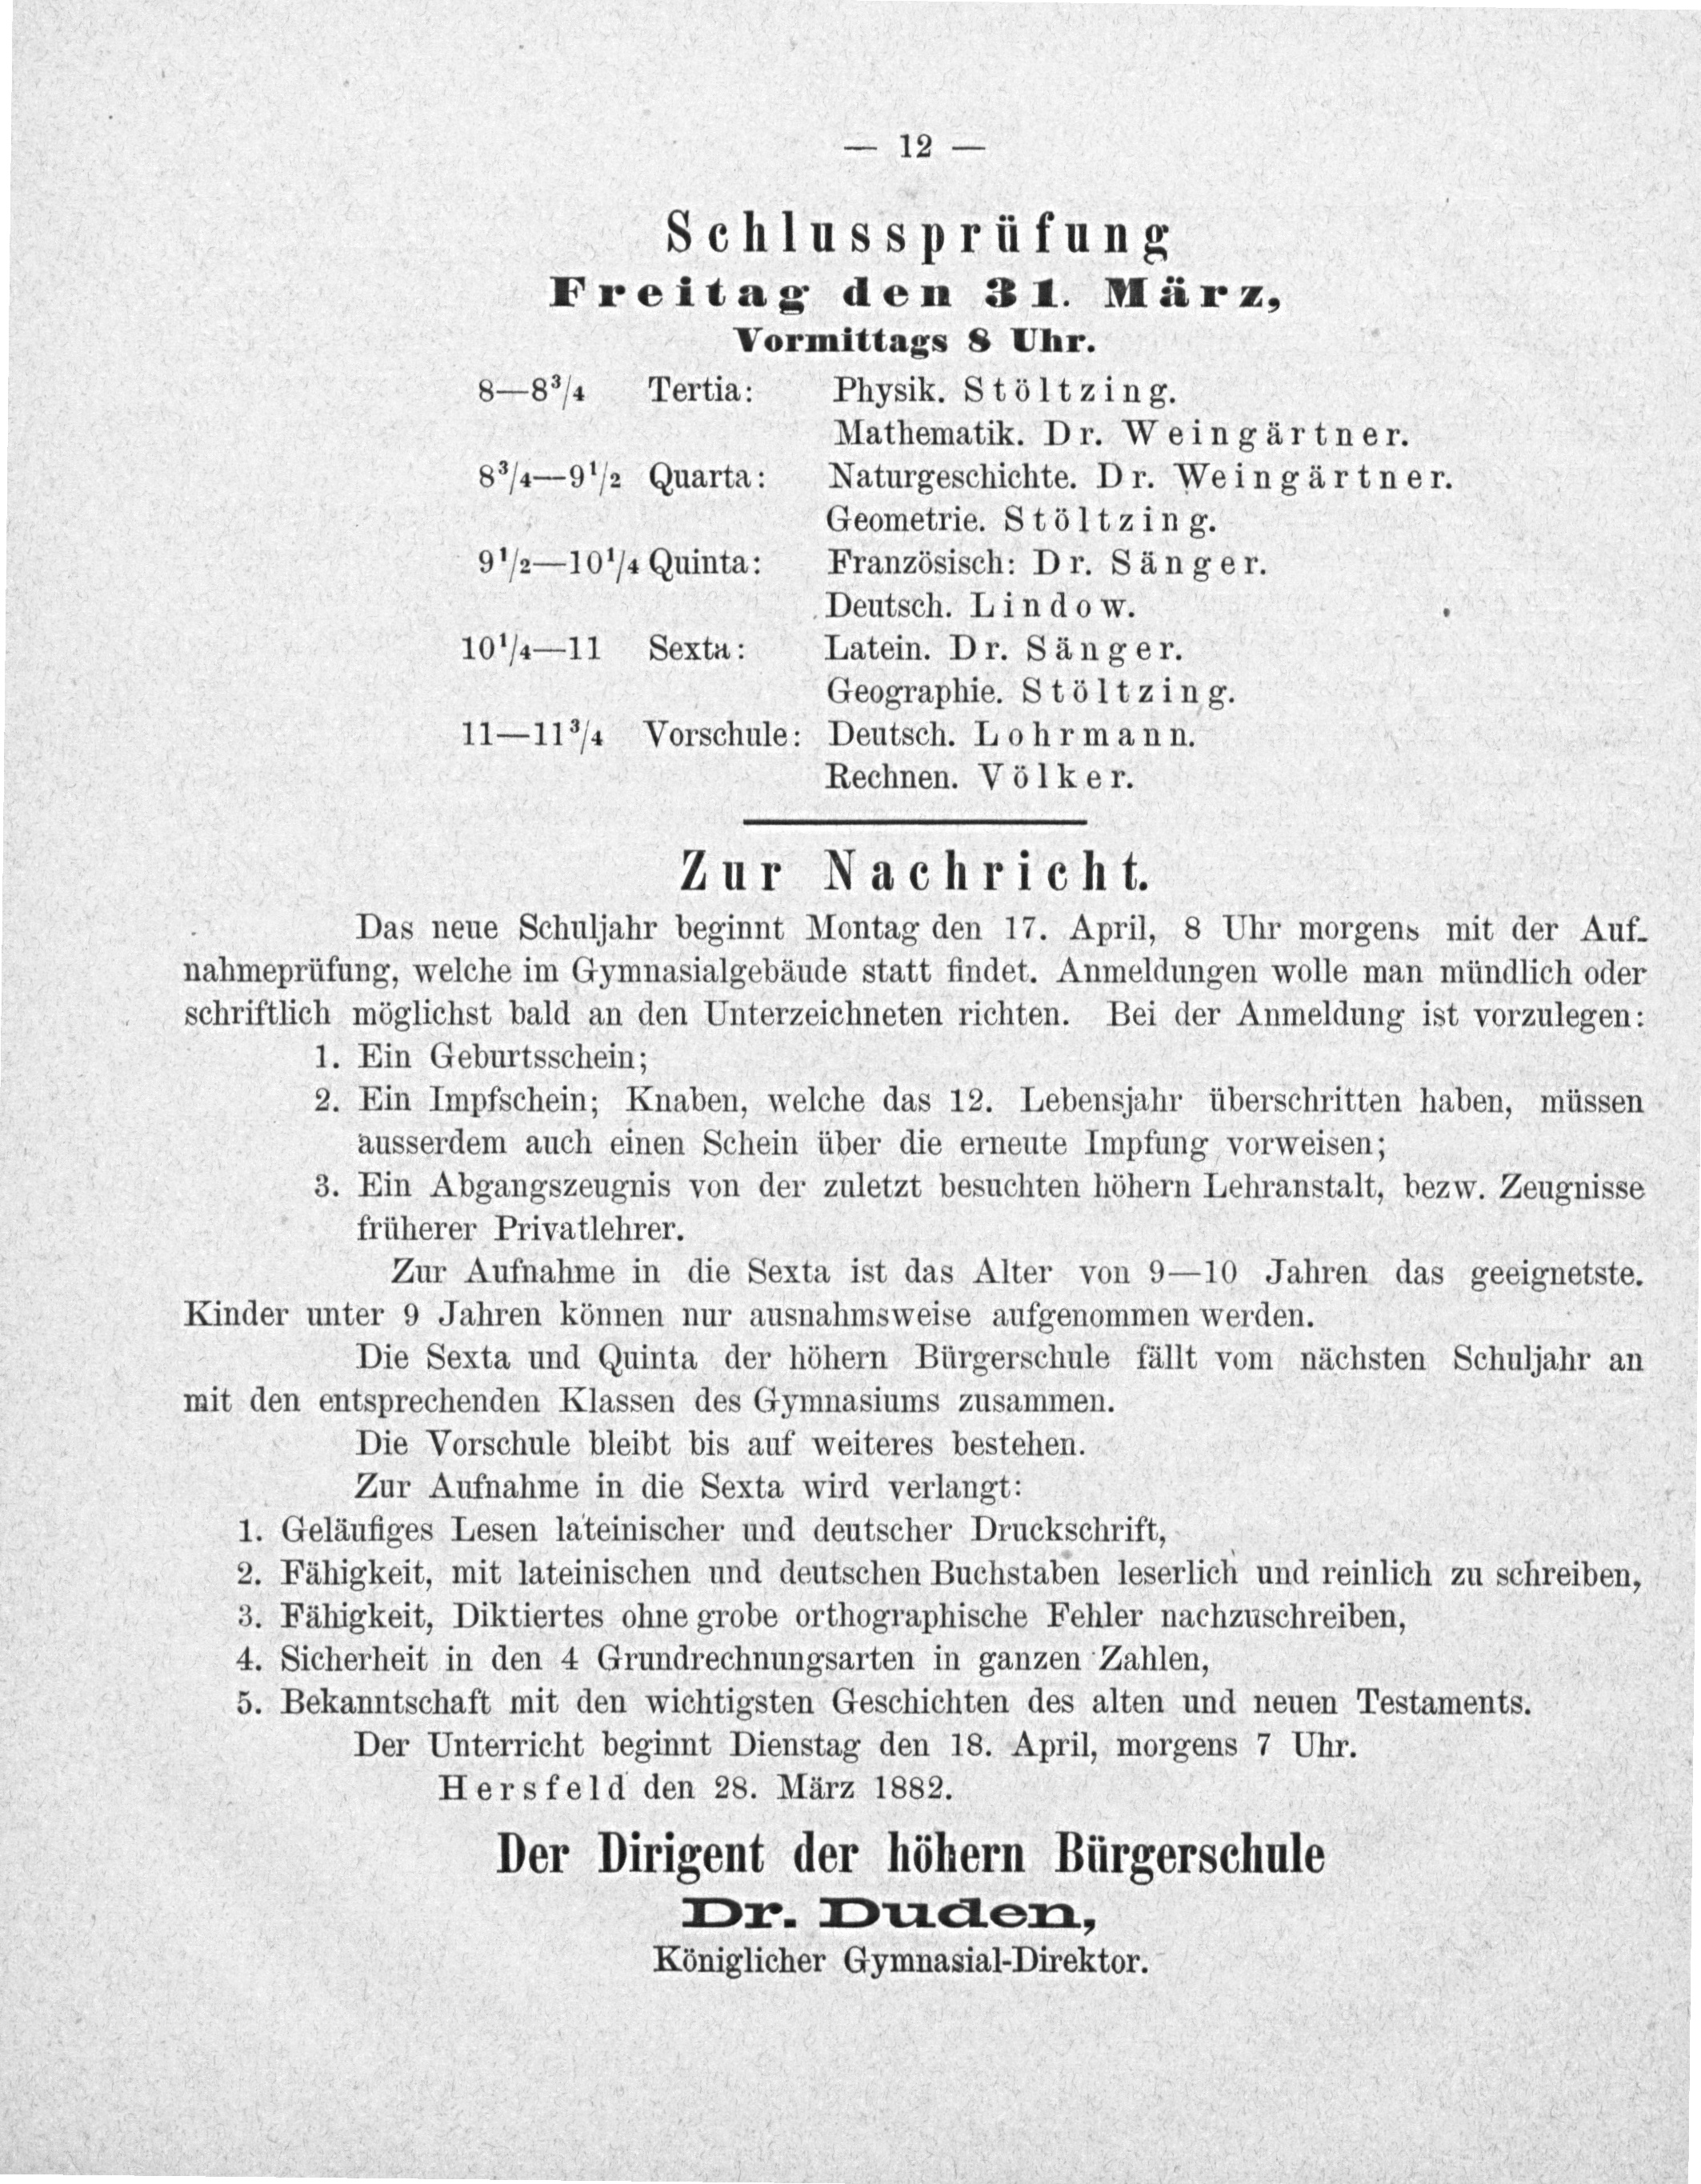 — 12 —
Schlussprüfung
Freitag den 31. März,
Vormittags 8 Uhr.
8—8³/₄ Tertia: Physik. Stöltzing.
Mathematik. Dr. Weingärtner.
8³/₄—9¹/₂ Quarta: Naturgeschichte. Dr. Weingärtner.
Geometrie. Stöltzing.
9¹/₂—10¹/₄ Quinta: Französisch: Dr. Sänger.
Deutsch. Lindow.
10¹/₄—11 Sexta: Latein. Dr. Sänger.
Geographie. Stöltzing.
11—11³/₄ Vorschule: Deutsch. Lohrmann.
Rechnen. Völker.
Zur Nachricht.
Das neue Schuljahr beginnt Montag den 17. April, 8 Uhr morgens mit der Auf-
nahmeprüfung, welche im Gymnasialgebäude statt findet. Anmeldungen wolle man mündlich oder
schriftlich möglichst bald an den Unterzeichneten richten. Bei der Anmeldung ist vorzulegen:
1. Ein Geburtsschein;
2. Ein Impfschein; Knaben, welche das 12. Lebensjahr überschritten haben, müssen
ausserdem auch einen Schein über die erneute Impfung vorweisen;
3. Ein Abgangszeugnis von der zuletzt besuchten höhern Lehranstalt, bezw. Zeugnisse
früherer Privatlehrer.
Zur Aufnahme in die Sexta ist das Alter von 9—10 Jahren das geeignetste.
Kinder unter 9 Jahren können nur ausnahmsweise aufgenommen werden.
Die Sexta und Quinta der höhern Bürgerschule fällt vom nächsten Schuljahr an
mit den entsprechenden Klassen des Gymnasiums zusammen.
Die Vorschule bleibt bis auf weiteres bestehen.
Zur Aufnahme in die Sexta wird verlangt:
1. Geläufiges Lesen lateinischer und deutscher Druckschrift,
2. Fähigkeit, mit lateinischen und deutschen Buchstaben leserlich und reinlich zu schreiben,
3. Fähigkeit, Diktiertes ohne grobe orthographische Fehler nachzuschreiben,
4. Sicherheit in den 4 Grundrechnungsarten in ganzen Zahlen,
5. Bekanntschaft mit den wichtigsten Geschichten des alten und neuen Testaments.
Der Unterricht beginnt Dienstag den 18. April, morgens 7 Uhr.
Hersfeld den 28. März 1882.
Der Dirigent der höhern Bürgerschule
Dr. Duden,
Königlicher Gymnasial-Direktor.